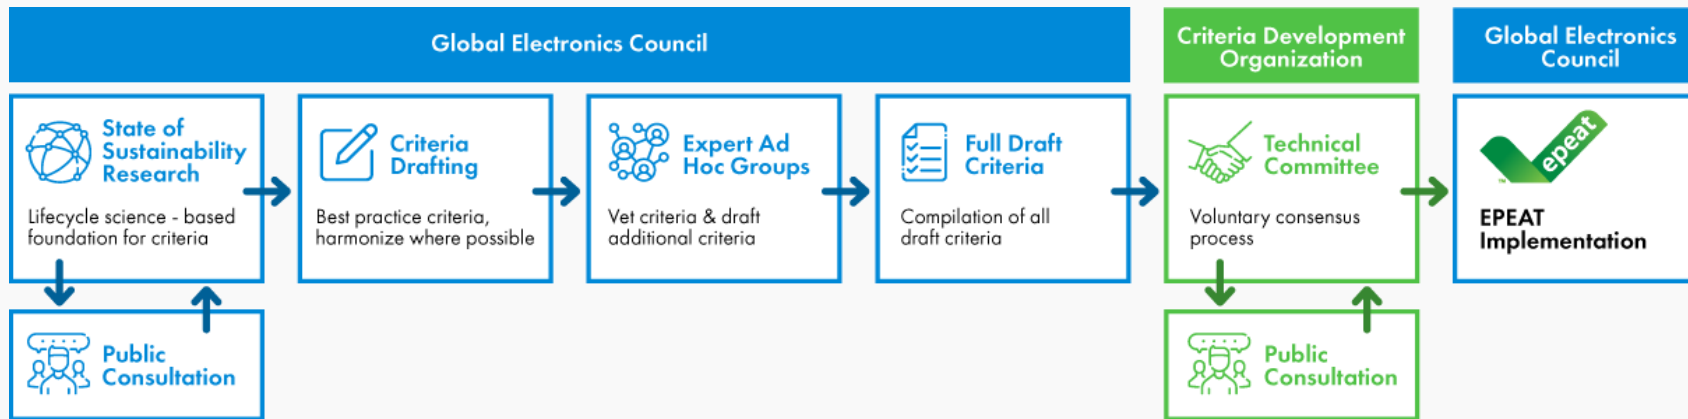 Global Electronics Council
Criteria Development
Organization
Global Electronics
Council
State of
Sustainability
Research
Lifecycle science - based
foundation for criteria
Criteria
Drafting
Best practice criteria,
harmonize where possible
Expert Ad
Hoc Groups
Vet criteria & draft
additional criteria
Full Draft
Criteria
Compilation of all
draft criteria
Technical
Committee
Voluntary consensus
process
epeat
™
EPEAT
Implementation
Public
Consultation
Public
Consultation